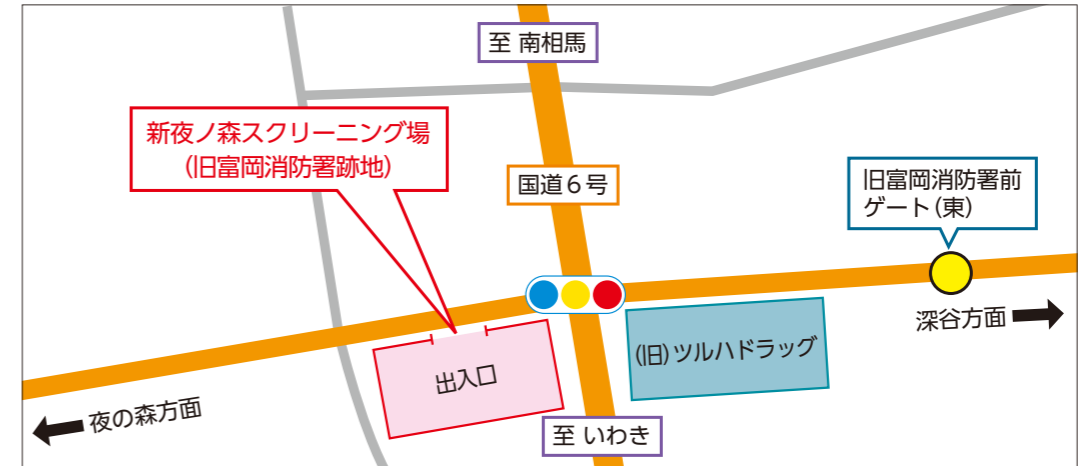 至 南相馬
新夜ノ森スクリーニング場
(旧富岡消防署跡地)
国道6号
旧富岡消防署前
ゲート(東)
深谷方面
(旧)ツルハドラッグ
出入口
夜の森方面
至 いわき